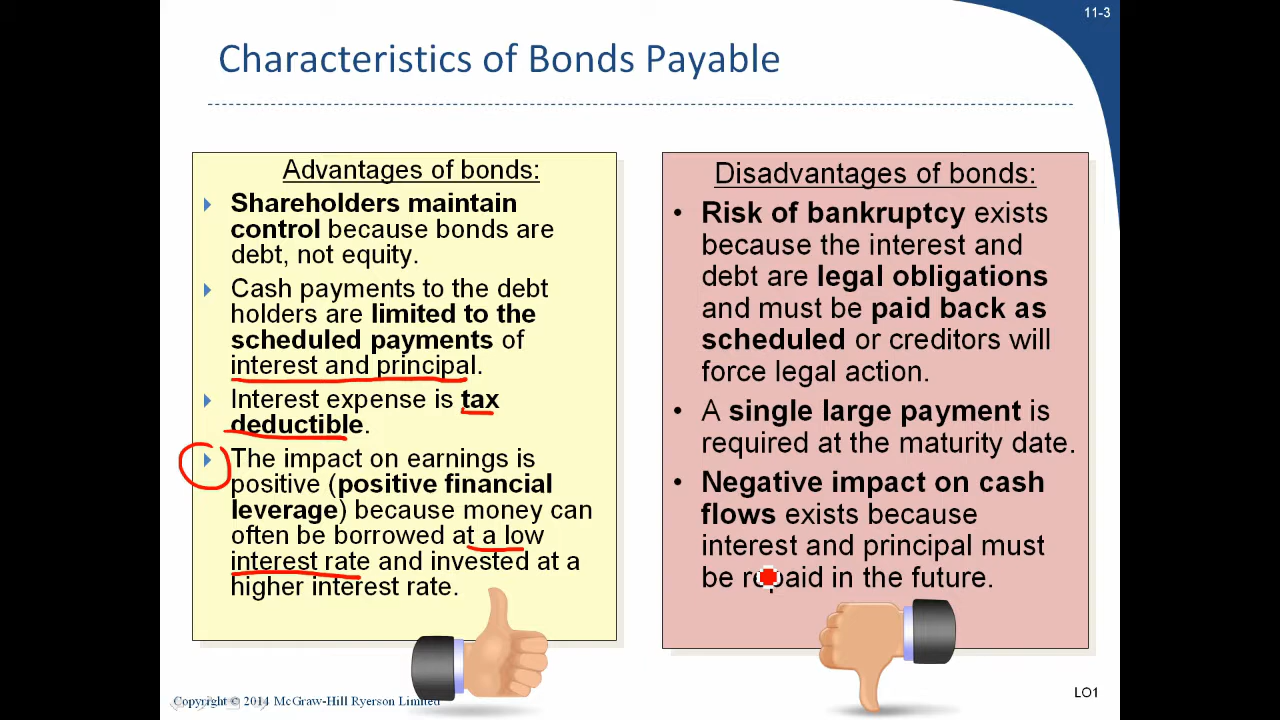 11-3
Characteristics of Bonds Payable
Advantages of bonds:
Shareholders maintain
control because bonds are
debt, not equity.
Cash payments to the debt
holders are limited to the
scheduled payments of
interest and principal.
Interest expense is tax
deductible.
The impact on earnings is
positive (positive financial
leverage) because money can
often be borrowed at a low
interest rate and invested at a
higher interest rate.
Disadvantages of bonds:
• Risk of bankruptcy exists
because the interest and
debt are legal obligations
and must be paid back as
scheduled or creditors will
force legal action.
• A single large payment is
required at the maturity date.
• Negative impact on cash
flows exists because
interest and principal must
be repaid in the future.
Copyright © 2014 McGraw-Hill Ryerson Limited
LO1